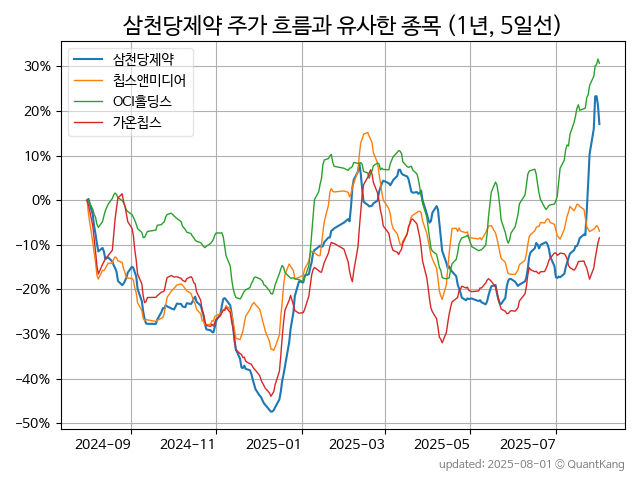 삼천당제약 주가 흐름과 유사한 종목 (1년, 5일선)
삼천당제약
칩스앤미디어
OCI홀딩스
가온칩스
30%
20%
10%
0%
−10%
−20%
−30%
−40%
−50%
2024-09
2024-11
2025-01
2025-03
2025-05
2025-07
updated: 2025-08-01 © QuantKang